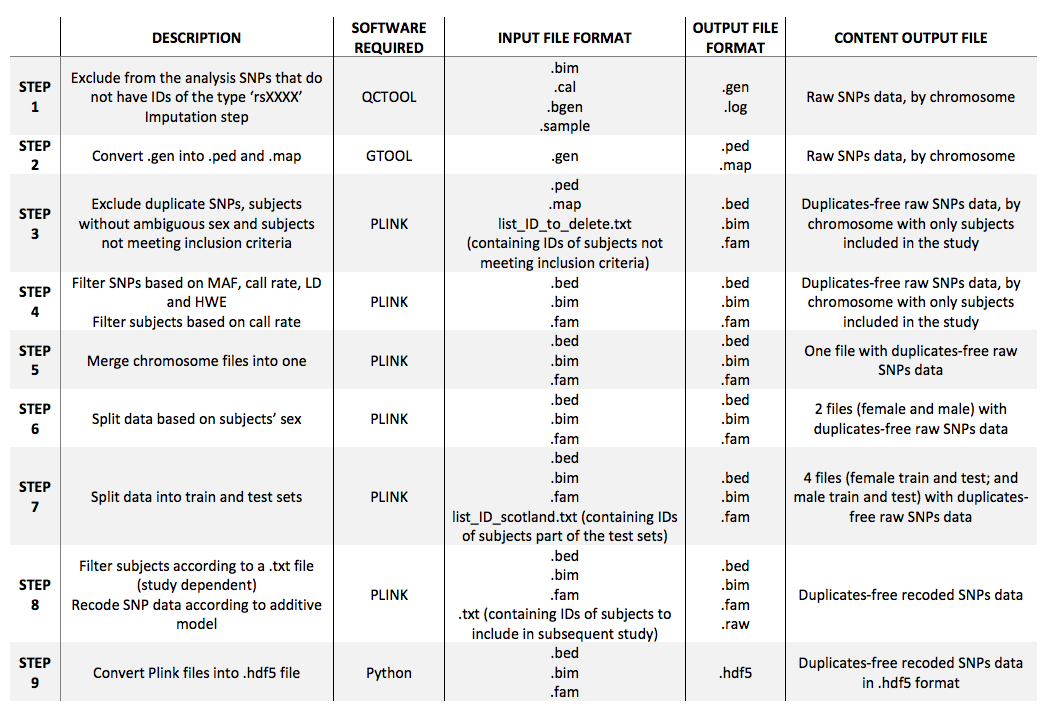 DESCRIPTION
SOFTWARE
REQUIRED
INPUT FILE FORMAT
OUTPUT FILE
FORMAT
CONTENT OUTPUT FILE
STEP
1
Exclude from the analysis SNPs that do
not have IDs of the type ‘rsXXXX’
Imputation step
QCTOOL
.bim
.cal
.bgen
.sample
.gen
.log
Raw SNPs data, by chromosome
STEP
2
Convert .gen into .ped and .map
GTOOL
.gen
.ped
.map
Raw SNPs data, by chromosome
STEP
3
Exclude duplicate SNPs, subjects
without ambiguous sex and subjects
not meeting inclusion criteria
PLINK
.ped
.map
list_ID_to_delete.txt
(containing IDs of subjects not
meeting inclusion criteria)
.bed
.bim
.fam
Duplicates-free raw SNPs data, by
chromosome with only subjects
included in the study
STEP
4
Filter SNPs based on MAF, call rate, LD
and HWE
Filter subjects based on call rate
PLINK
.bed
.bim
.fam
.bed
.bim
.fam
Duplicates-free raw SNPs data, by
chromosome with only subjects
included in the study
STEP
5
Merge chromosome files into one
PLINK
.bed
.bim
.fam
.bed
.bim
.fam
One file with duplicates-free raw
SNPs data
STEP
6
Split data based on subjects’ sex
PLINK
.bed
.bim
.fam
.bed
.bim
.fam
2 files (female and male) with
duplicates-free raw SNPs data
STEP
7
Split data into train and test sets
PLINK
.bed
.bim
.fam
list_ID_scotland.txt (containing IDs
of subjects part of the test sets)
.bed
.bim
.fam
4 files (female train and test; and
male train and test) with duplicates-
free raw SNPs data
STEP
8
Filter subjects according to a .txt file
(study dependent)
Recode SNP data according to additive
model
PLINK
.bed
.bim
.fam
.txt (containing IDs of subjects to
include in subsequent study)
.bed
.bim
.fam
.raw
Duplicates-free recoded SNPs data
STEP
9
Convert Plink files into .hdf5 file
Python
.bed
.bim
.fam
.hdf5
Duplicates-free recoded SNPs data
in .hdf5 format